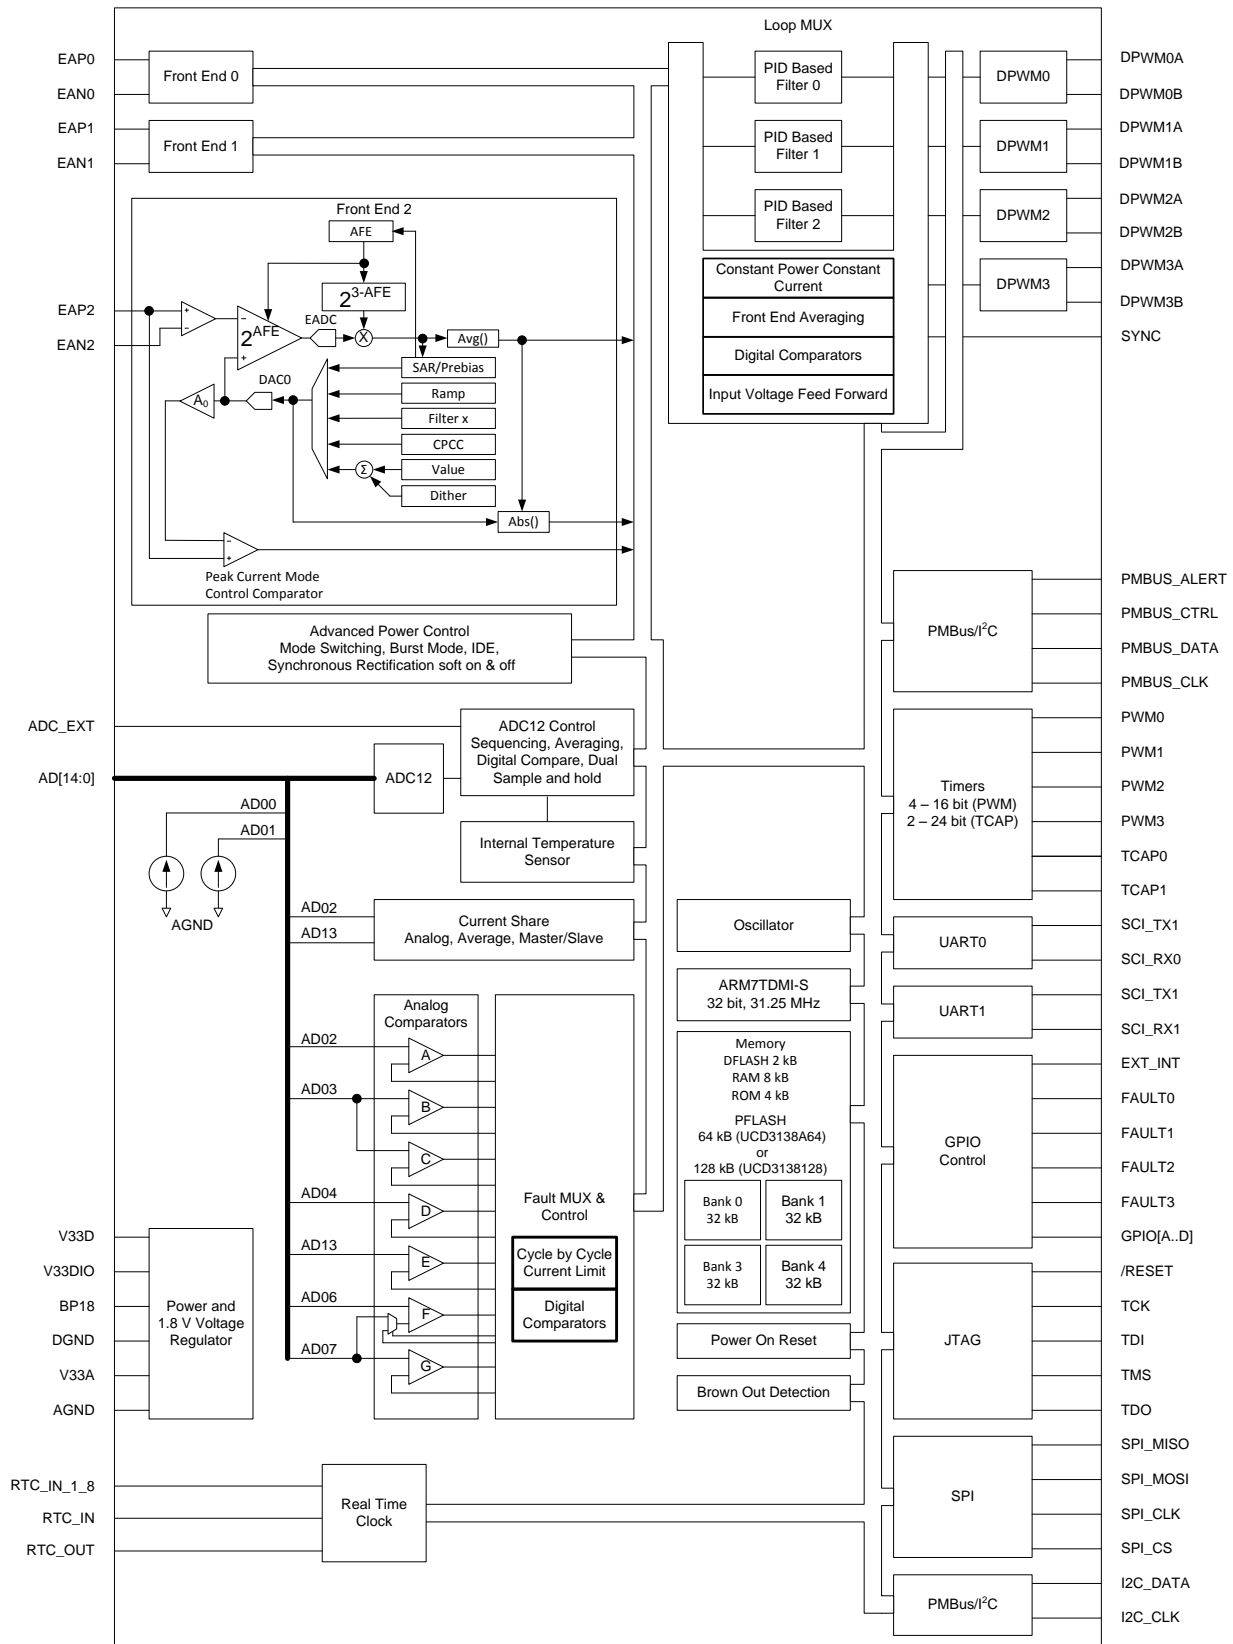 Loop MUX
EAP0
EAN0
EAP1
EAN1
Front End 0
Front End 1
PID Based
Filter 0
PID Based
Filter 1
PID Based
Filter 2
DPWM0
DPWM1
DPWM2
DPWM3
DPWM0A
DPWM0B
DPWM1A
DPWM1B
DPWM2A
DPWM2B
DPWM3A
DPWM3B
SYNC
Constant Power Constant
Current
Front End Averaging
Digital Comparators
Input Voltage Feed Forward
Front End 2
AFE
2^3-AFE
EAP2
EAN2
+
−
−
2^AFE
+
EADC
X
Avg()
DAC0
A₀
SAR/Prebias
Ramp
Filter x
CPCC
Σ
Value
Dither
Abs()
−
+
Peak Current Mode
Control Comparator
Advanced Power Control
Mode Switching, Burst Mode, IDE,
Synchronous Rectification soft on & off
ADC_EXT
AD[14:0]
ADC12
ADC12 Control
Sequencing, Averaging,
Digital Compare, Dual
Sample and hold
AD00
AD01
AGND
Internal Temperature
Sensor
AD02
AD13
Current Share
Analog, Average, Master/Slave
Analog
Comparators
AD02
A
AD03
B
C
AD04
D
AD13
E
AD06
F
AD07
G
Fault MUX &
Control
Cycle by Cycle
Current Limit
Digital
Comparators
Oscillator
ARM7TDMI-S
32 bit, 31.25 MHz
Memory
DFLASH 2 kB
RAM 8 kB
ROM 4 kB
PFLASH
64 kB (UCD3138A64)
or
128 kB (UCD3138128)
Bank 0
32 kB
Bank 1
32 kB
Bank 3
32 kB
Bank 4
32 kB
Power On Reset
Brown Out Detection
V33D
V33DIO
BP18
DGND
V33A
AGND
Power and
1.8 V Voltage
Regulator
RTC_IN_1_8
RTC_IN
RTC_OUT
Real Time
Clock
PMBus/I²C
PMBUS_ALERT
PMBUS_CTRL
PMBUS_DATA
PMBUS_CLK
Timers
4 – 16 bit (PWM)
2 – 24 bit (TCAP)
PWM0
PWM1
PWM2
PWM3
TCAP0
TCAP1
UART0
SCI_TX1
SCI_RX0
UART1
SCI_TX1
SCI_RX1
GPIO
Control
EXT_INT
FAULT0
FAULT1
FAULT2
FAULT3
GPIO[A..D]
JTAG
/RESET
TCK
TDI
TMS
TDO
SPI
SPI_MISO
SPI_MOSI
SPI_CLK
SPI_CS
PMBus/I²C
I2C_DATA
I2C_CLK